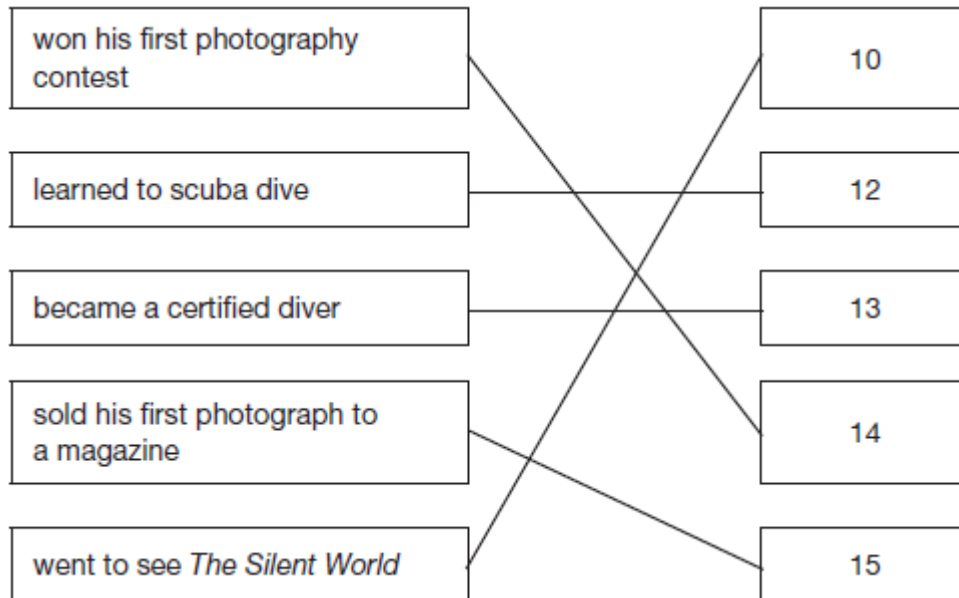 won his first photography
contest
10
learned to scuba dive
12
became a certified diver
13
sold his first photograph to
a magazine
14
went to see The Silent World
15